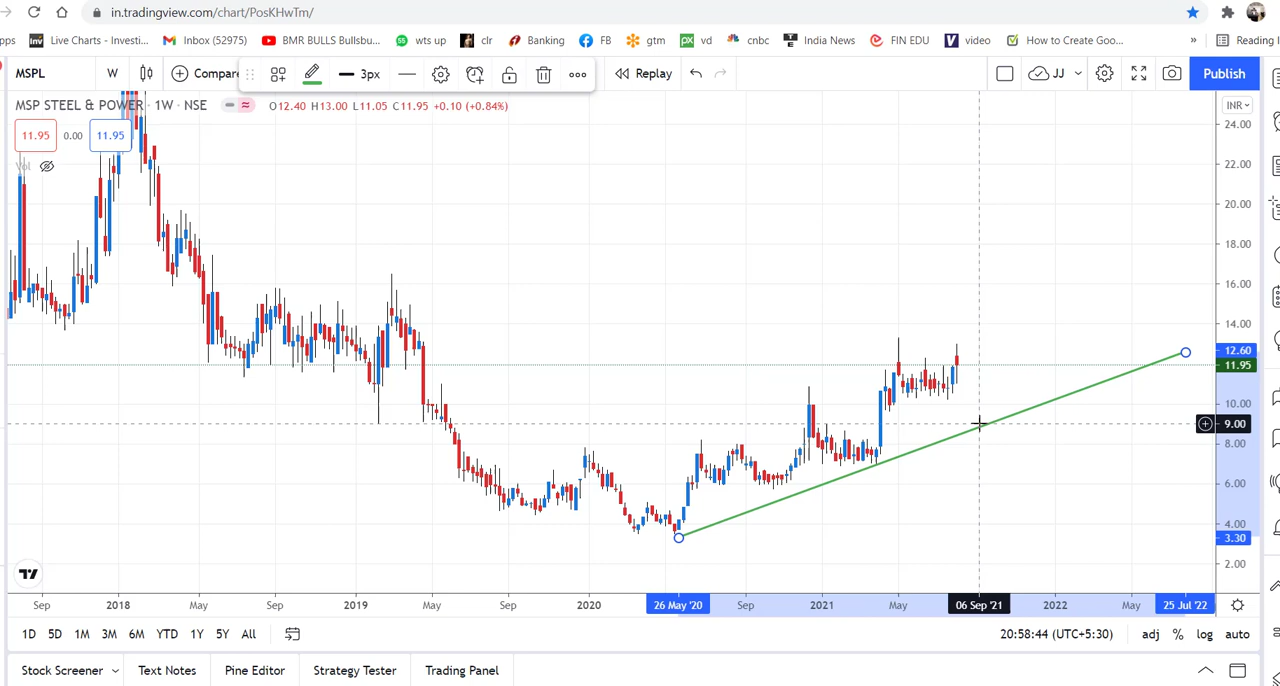 in.tradingview.com/chart/PosKHwTm/
pps Live Charts - Investi... Inbox (52975) BMR BULLS Bullsbu... wts up clr Banking FB gtm vd cnbc India News FIN EDU video How to Create Goo... » Reading l
MSPL W Compare 3px Replay JJ Publish
MSP STEEL & POWER · 1W · NSE O12.40 H13.00 L11.05 C11.95 +0.10 (+0.84%) INR
11.95 0.00 11.95
Vol
24.00
22.00
20.00
18.00
16.00
14.00
12.60
11.95
10.00
9.00
8.00
6.00
4.00
3.30
2.00
Sep 2018 May Sep 2019 May Sep 2020 26 May '20 Sep 2021 May 06 Sep '21 2022 May 25 Jul '22
1D 5D 1M 3M 6M YTD 1Y 5Y All 20:58:44 (UTC+5:30) adj % log auto
Stock Screener Text Notes Pine Editor Strategy Tester Trading Panel